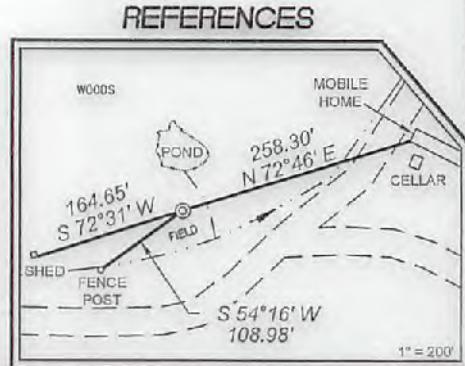 REFERENCES
WOODS
MOBILE
HOME
POND
258.30'
N 72°46' E
CELLAR
164.65'
S 72°31' W
FIELD
SHED
FENCE
POST
S 54°16' W
108.98'
1" = 200'